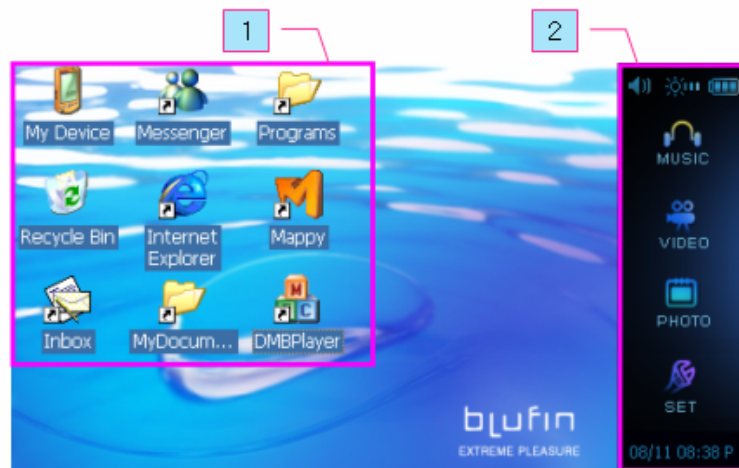 1
2
My Device
Messenger
Programs
Recycle Bin
Internet
Explorer
Mappy
Inbox
MyDocum...
DMBPlayer
M
C
blufin
EXTREME PLEASURE
MUSIC
VIDEO
PHOTO
SET
08/11 08:38 P